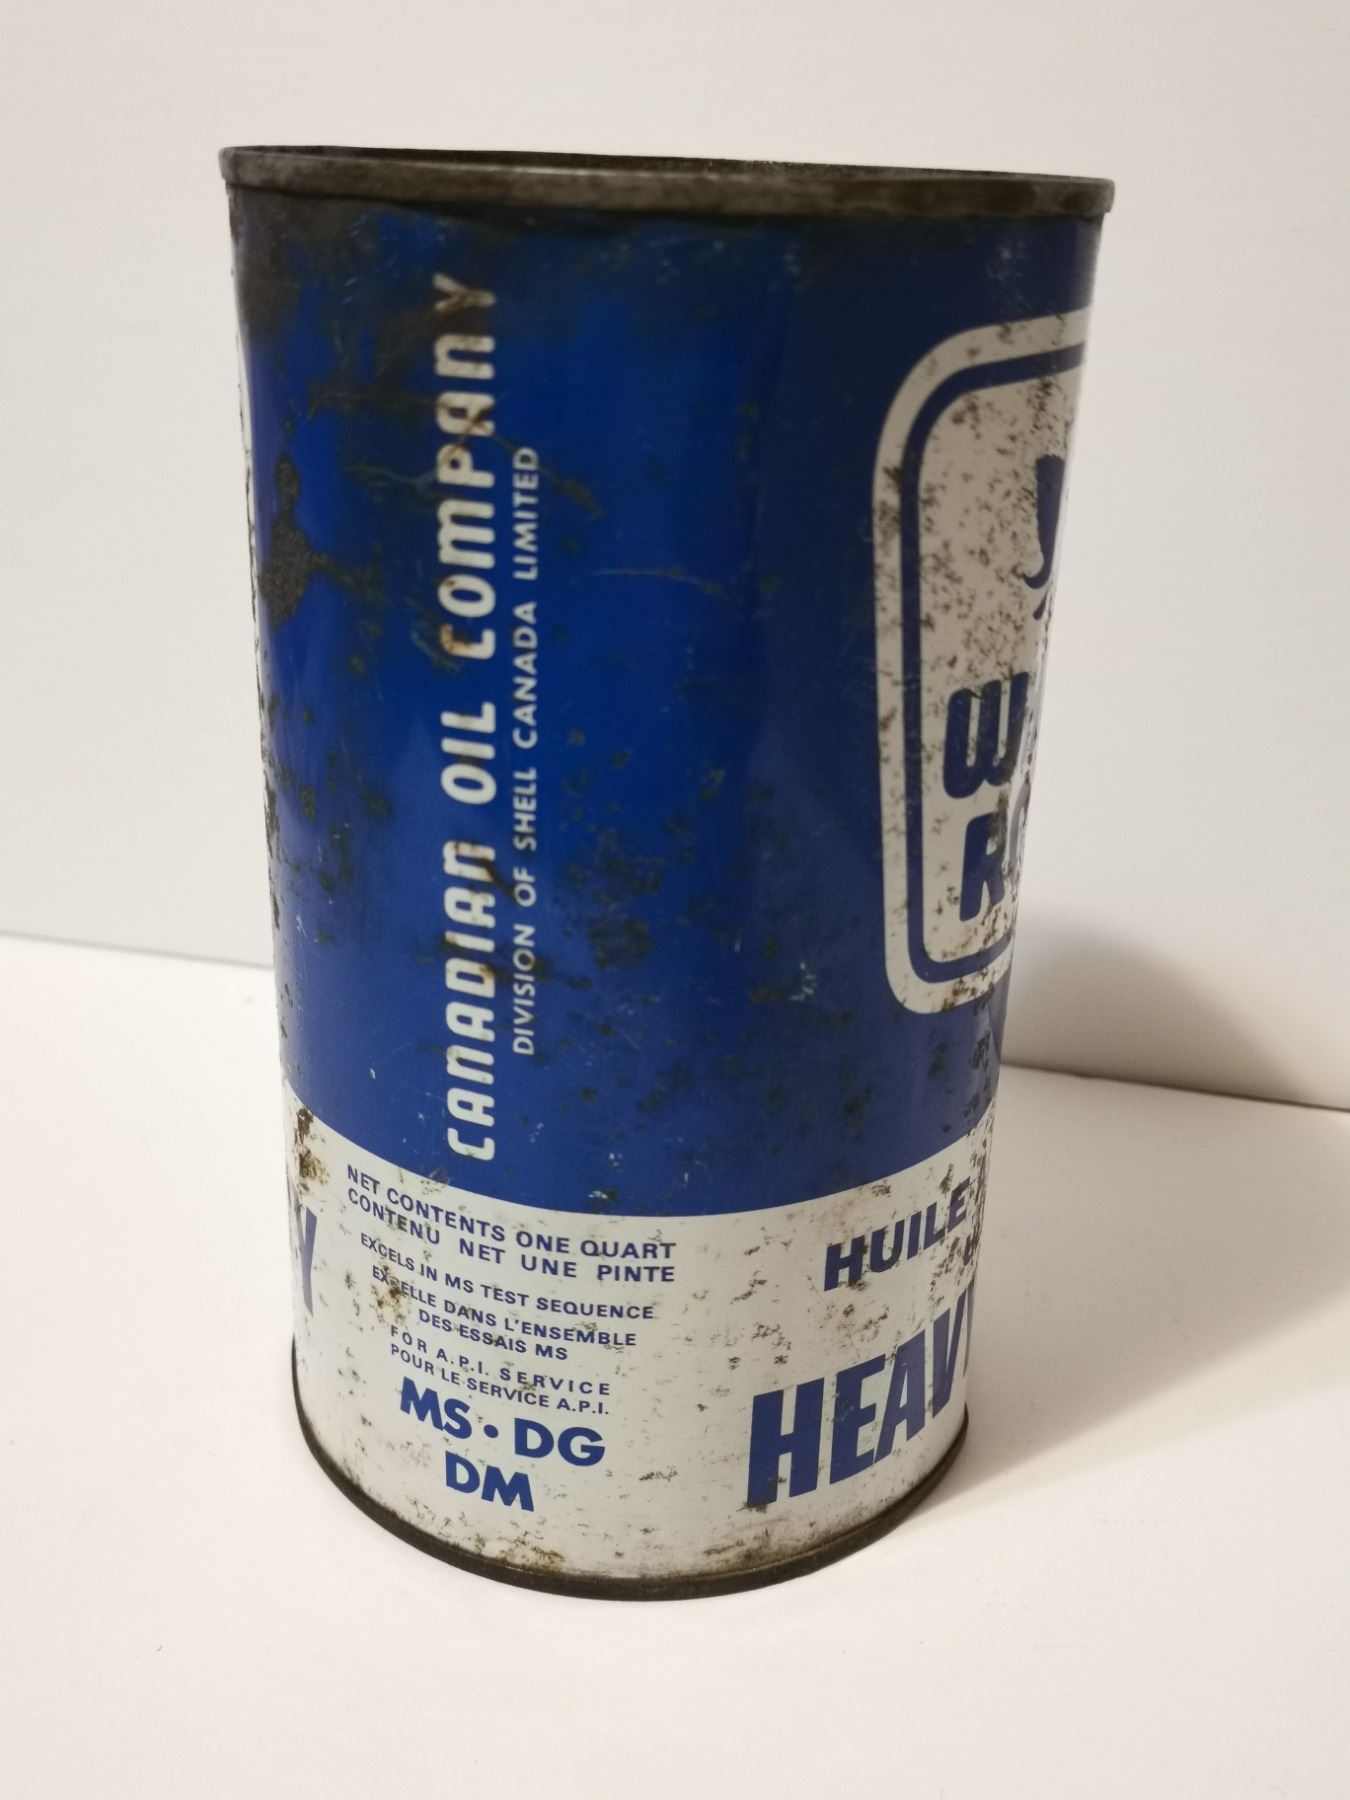 CANADIAN OIL COMPANY
DIVISION OF SHELL CANADA LIMITED
NET CONTENTS ONE QUART
CONTENU NET UNE PINTE
EXCELS IN MS TEST SEQUENCE
EXCELLE DANS L'ENSEMBLE
DES ESSAIS MS
FOR A.P.I. SERVICE
POUR LE SERVICE A.P.I.
MS • DG
DM
HUILE